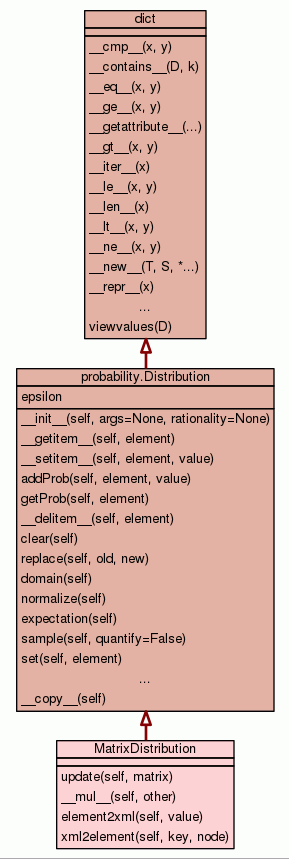 dict
__cmp__(x, y)
__contains__(D, k)
__eq__(x, y)
__ge__(x, y)
__getattribute__(...)
__gt__(x, y)
__iter__(x)
__le__(x, y)
__len__(x)
__lt__(x, y)
__ne__(x, y)
__new__(T, S, *...)
__repr__(x)
...
viewvalues(D)
probability.Distribution
epsilon
__init__(self, args=None, rationality=None)
__getitem__(self, element)
__setitem__(self, element, value)
addProb(self, element, value)
getProb(self, element)
__delitem__(self, element)
clear(self)
replace(self, old, new)
domain(self)
normalize(self)
expectation(self)
sample(self, quantify=False)
set(self, element)
...
__copy__(self)
MatrixDistribution
update(self, matrix)
__mul__(self, other)
element2xml(self, value)
xml2element(self, key, node)